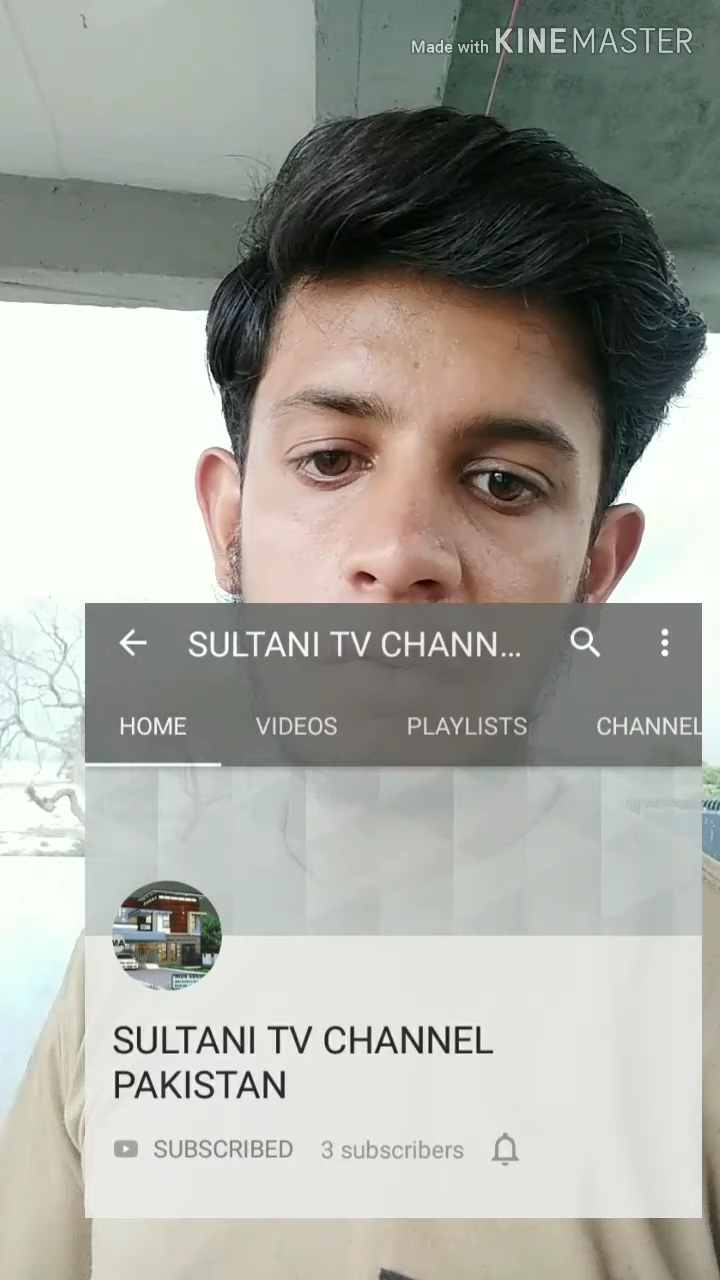 Made with KINEMASTER
SULTANI TV CHANN...
HOME VIDEOS PLAYLISTS CHANNEL
SULTANI TV CHANNEL
PAKISTAN
SUBSCRIBED 3 subscribers